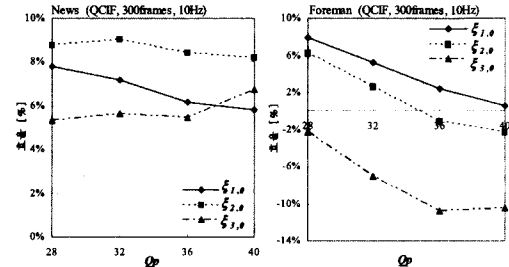 News (QCIF, 300frames, 10Hz)
10%
8%
6%
4%
2%
0%
[%]
28
32
36
40
Qp
ξ1,0
ξ2,0
ξ3,0
Foreman (QCIF, 300frames, 10Hz)
10%
6%
2%
-2%
-6%
-10%
-14%
[%]
28
32
36
40
Qp
ξ1,0
ξ2,0
ξ3,0